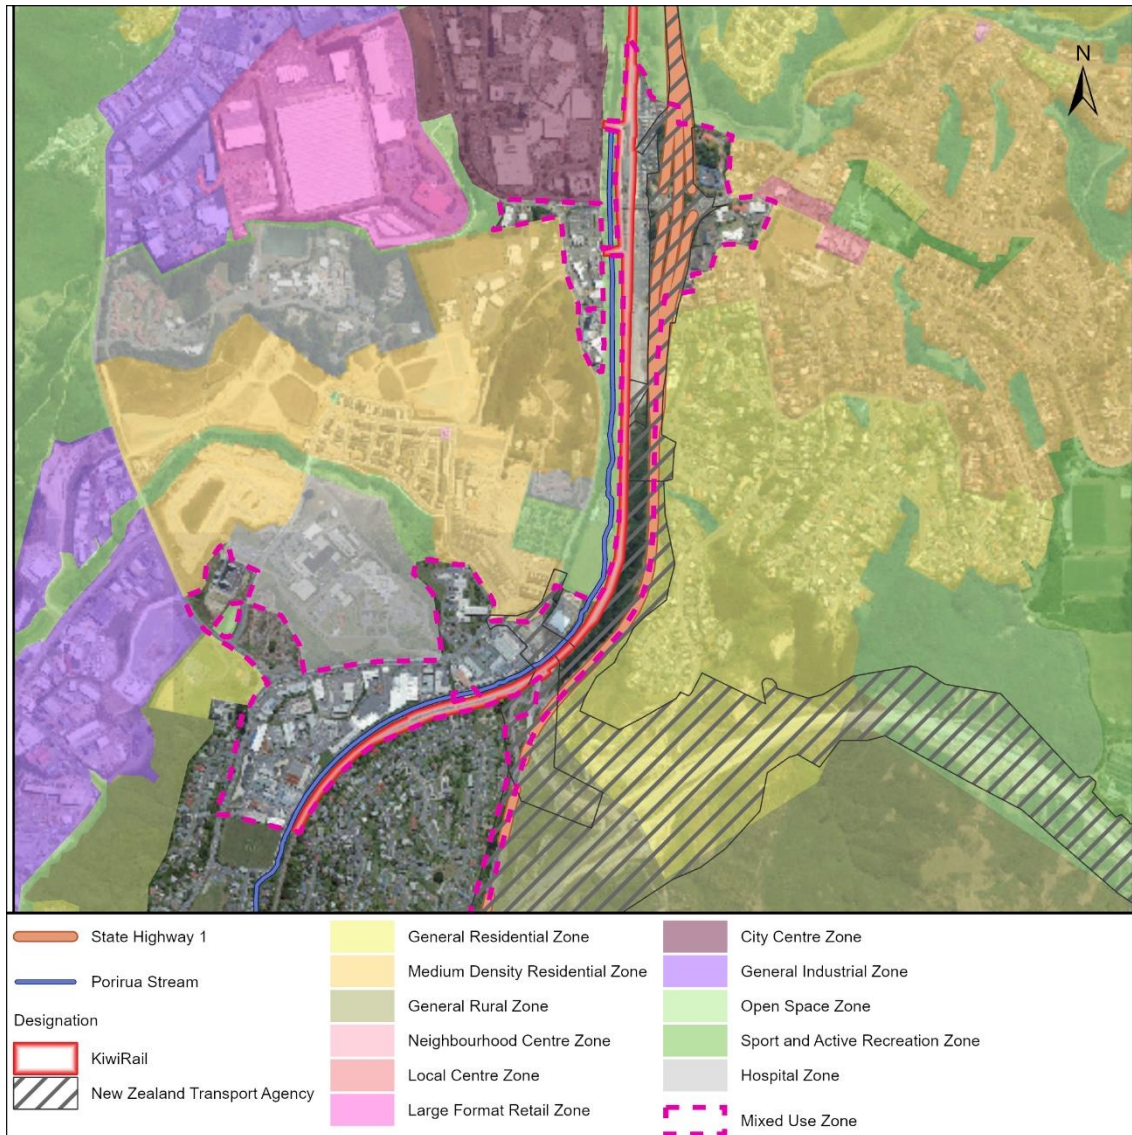 N
State Highway 1
Porirua Stream
Designation
KiwiRail
New Zealand Transport Agency
General Residential Zone
Medium Density Residential Zone
General Rural Zone
Neighbourhood Centre Zone
Local Centre Zone
Large Format Retail Zone
City Centre Zone
General Industrial Zone
Open Space Zone
Sport and Active Recreation Zone
Hospital Zone
Mixed Use Zone